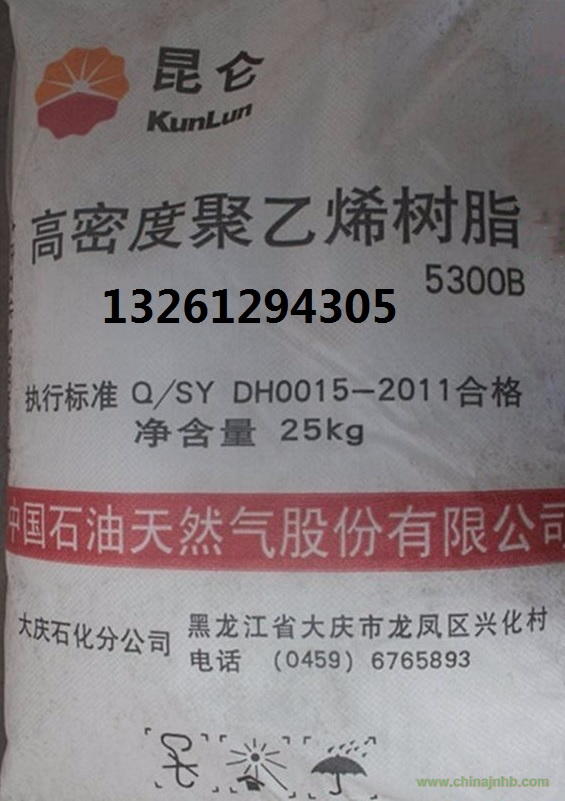 昆仑
KunLun
高密度聚乙烯树脂
5300B
13261294305
执行标准 Q/SY DH0015-2011合格
净含量 25kg
中国石油天然气股份有限公司
大庆石化分公司
黑龙江省大庆市龙凤区兴化村
电话 (0459) 6765893
www.chinajnhb.com